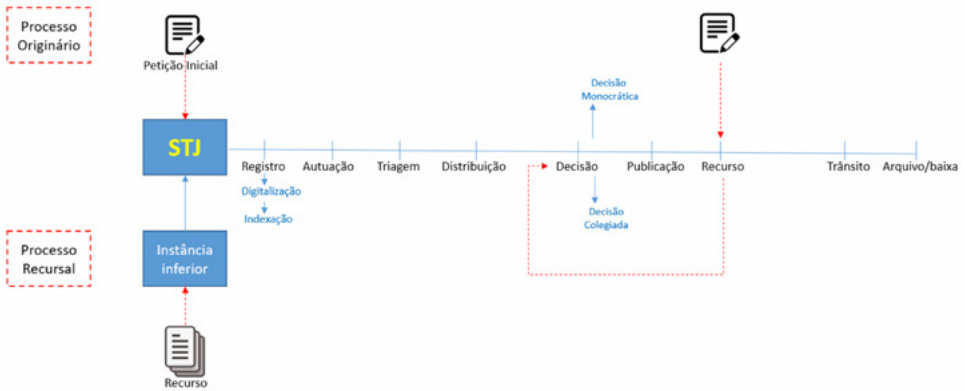 Processo
Originário
Petição Inicial
Decisão
Monocrática
STJ
Registro
Autuação
Triagem
Distribuição
Decisão
Publicação
Recurso
Trânsito
Arquivo/baixa
Digitalização
Indexação
Decisão
Colegiada
Processo
Recursal
Instância
inferior
Recurso